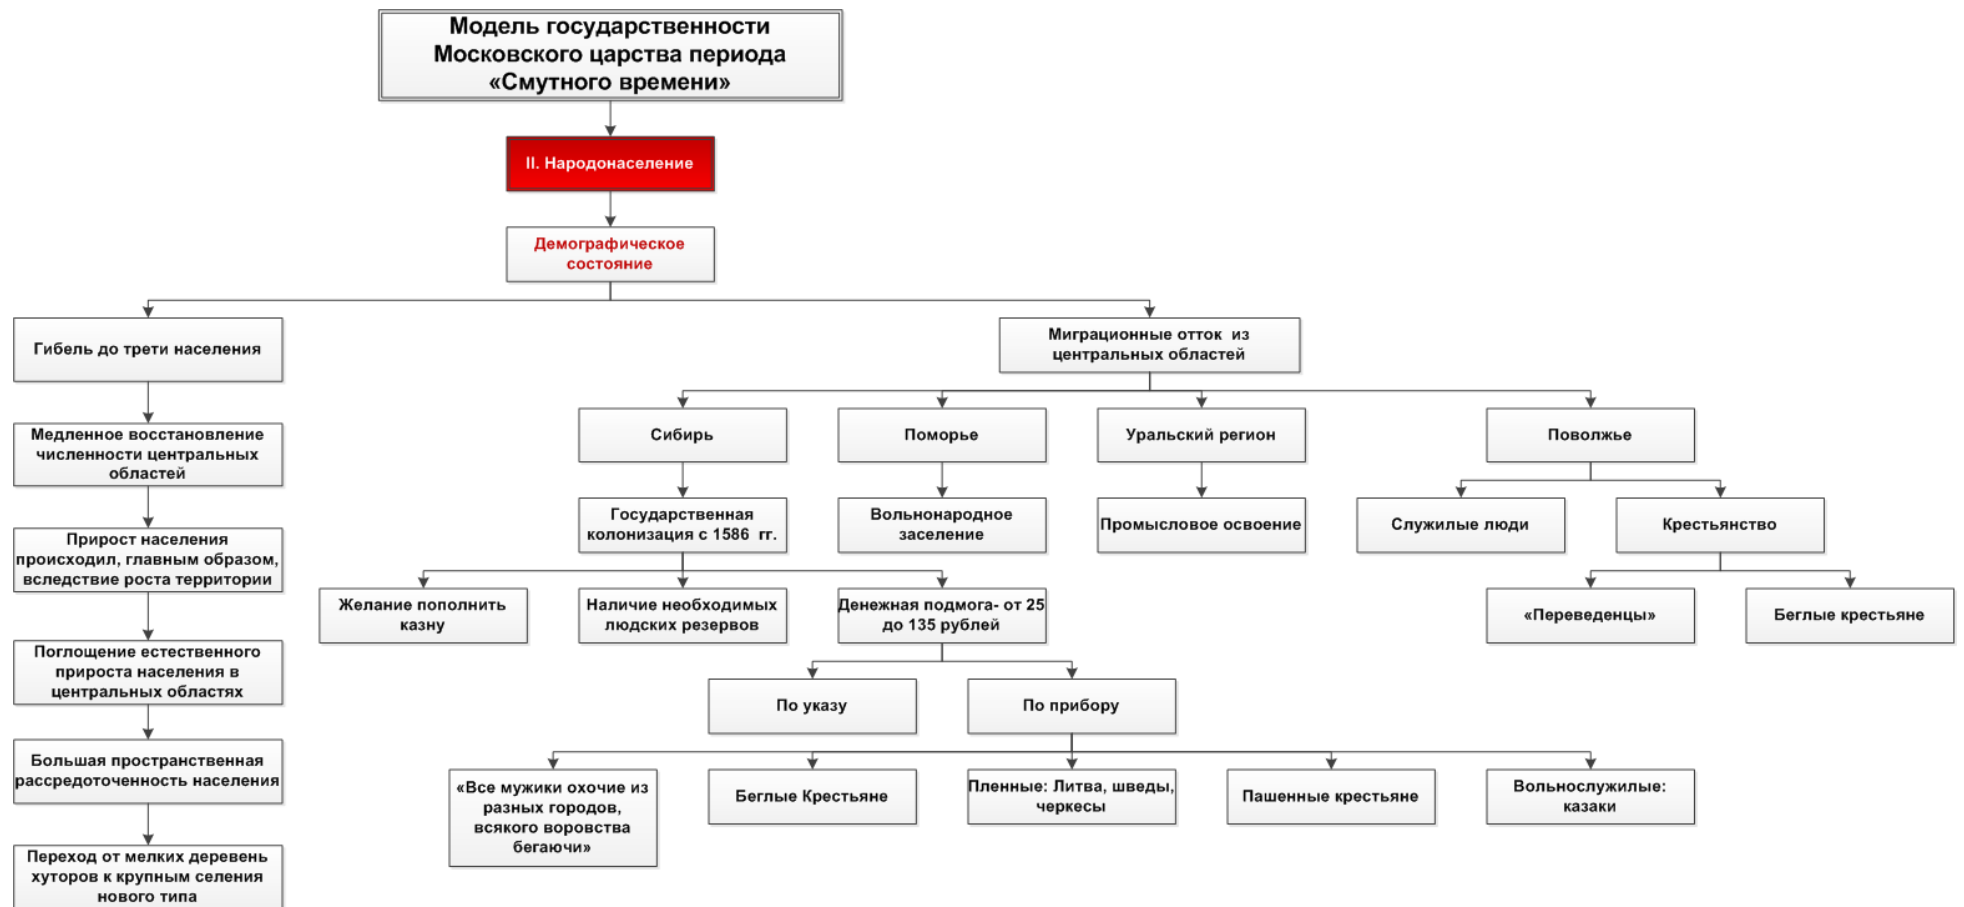 Модель государственности
Московского царства периода
«Смутного времени»
II. Народонаселение
Демографическое
состояние
Гибель до трети населения
Миграционные отток из
центральных областей
Медленное восстановление
численности центральных
областей
Сибирь
Поморье
Уральский регион
Поволжье
Прирост населения
происходил, главным образом,
вследствие роста территории
Государственная
колонизация с 1586 гг.
Вольнонародное
заселение
Промысловое освоение
Служилые люди
Крестьянство
Желание пополнить
казну
Наличие необходимых
людских резервов
Денежная подмога- от 25
до 135 рублей
«Переведенцы»
Беглые крестьяне
Поглощение естественного
прироста населения в
центральных областях
По указу
По прибору
Большая пространственная
рассредоточенность населения
«Все мужики охочие из
разных городов,
всякого воровства
бегаючи»
Беглые Крестьяне
Пленные: Литва, шведы,
черкесы
Пашенные крестьяне
Вольнослужилые:
казаки
Переход от мелких деревень
хуторов к крупным селения
нового типа